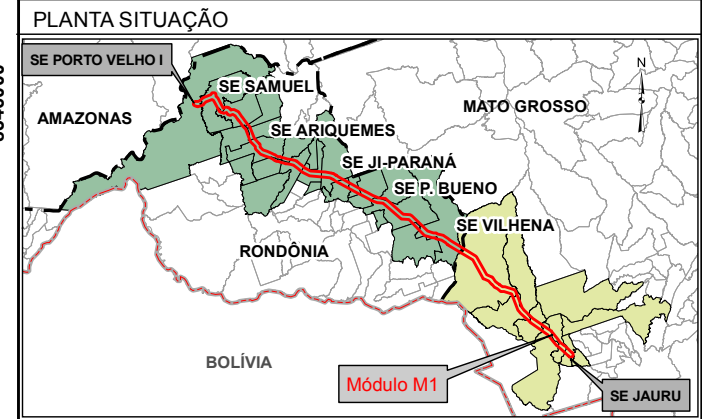 PLANTA SITUAÇÃO
SE PORTO VELHO I
SE SAMUEL
N
AMAZONAS
MATO GROSSO
SE ARIQUEMES
SE JI-PARANÁ
SE P. BUENO
SE VILHENA
RONDÔNIA
BOLÍVIA
Módulo M1
SE JAURU